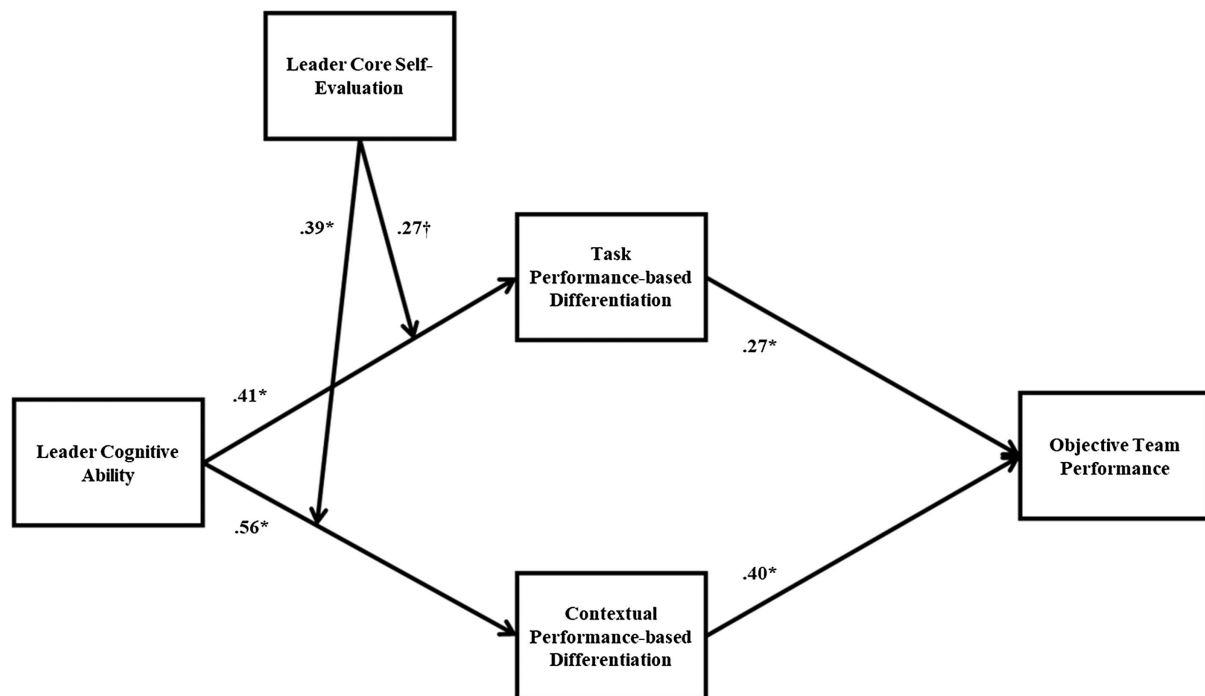 Leader Core Self-
Evaluation
.39*
.27†
Task
Performance-based
Differentiation
.27*
.41*
Leader Cognitive
Ability
Objective Team
Performance
.56*
.40*
Contextual
Performance-based
Differentiation